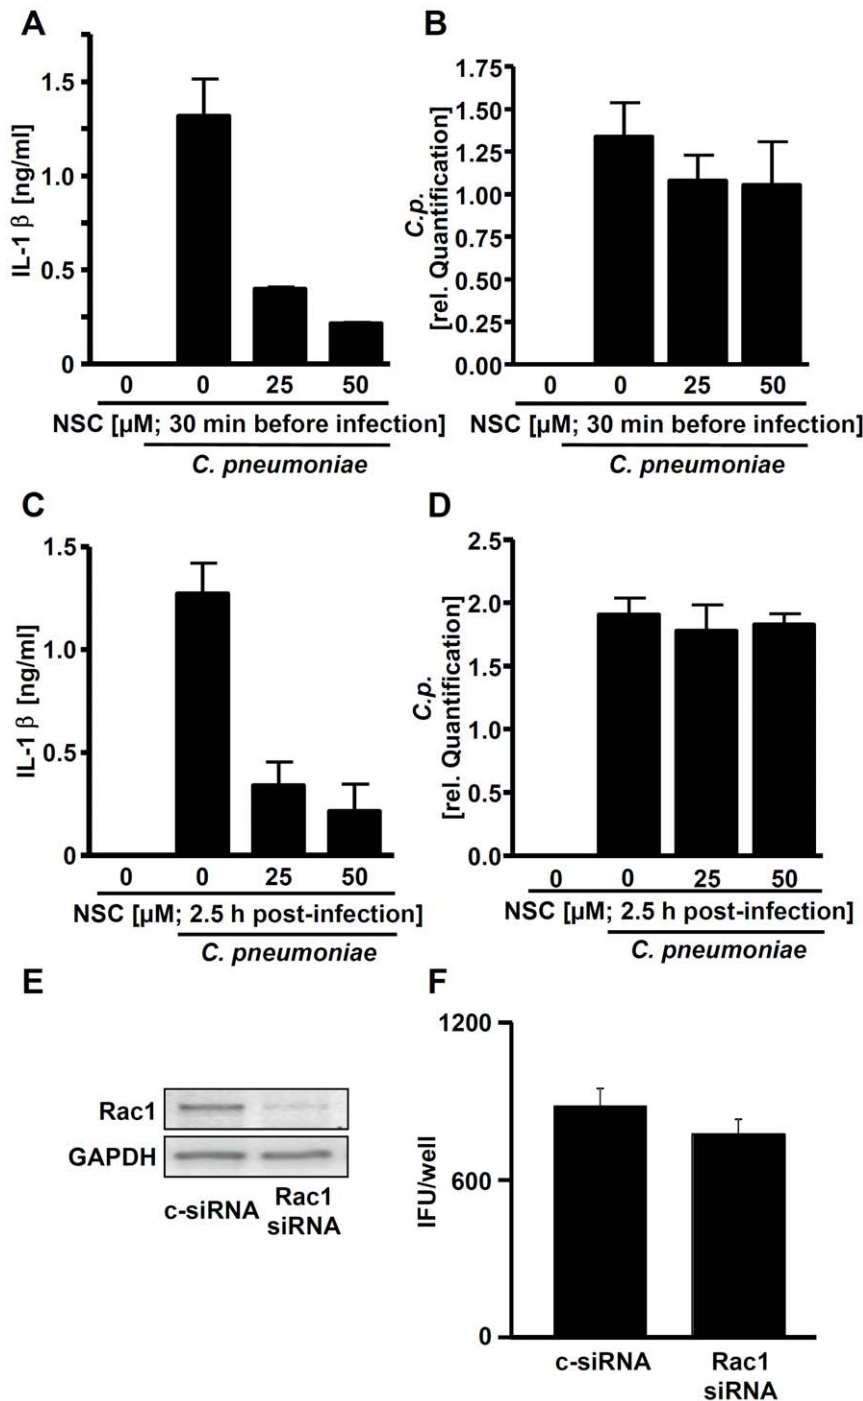 A
IL-1 β [ng/ml]
1.5
1.0
0.5
0
0 0 25 50
NSC [µM; 30 min before infection]
C. pneumoniae
B
C.p.
[rel. Quantification]
1.75
1.50
1.25
1.00
0.75
0.50
0.25
0.00
0 0 25 50
NSC [µM; 30 min before infection]
C. pneumoniae
C
IL-1 β [ng/ml]
1.5
1.0
0.5
0
0 0 25 50
NSC [µM; 2.5 h post-infection]
C. pneumoniae
D
C.p.
[rel. Quantification]
2.5
2.0
1.5
1.0
0.5
0.0
0 0 25 50
NSC [µM; 2.5 h post-infection]
C. pneumoniae
E
Rac1
GAPDH
c-siRNA
Rac1
siRNA
F
IFU/well
1200
600
0
c-siRNA
Rac1
siRNA